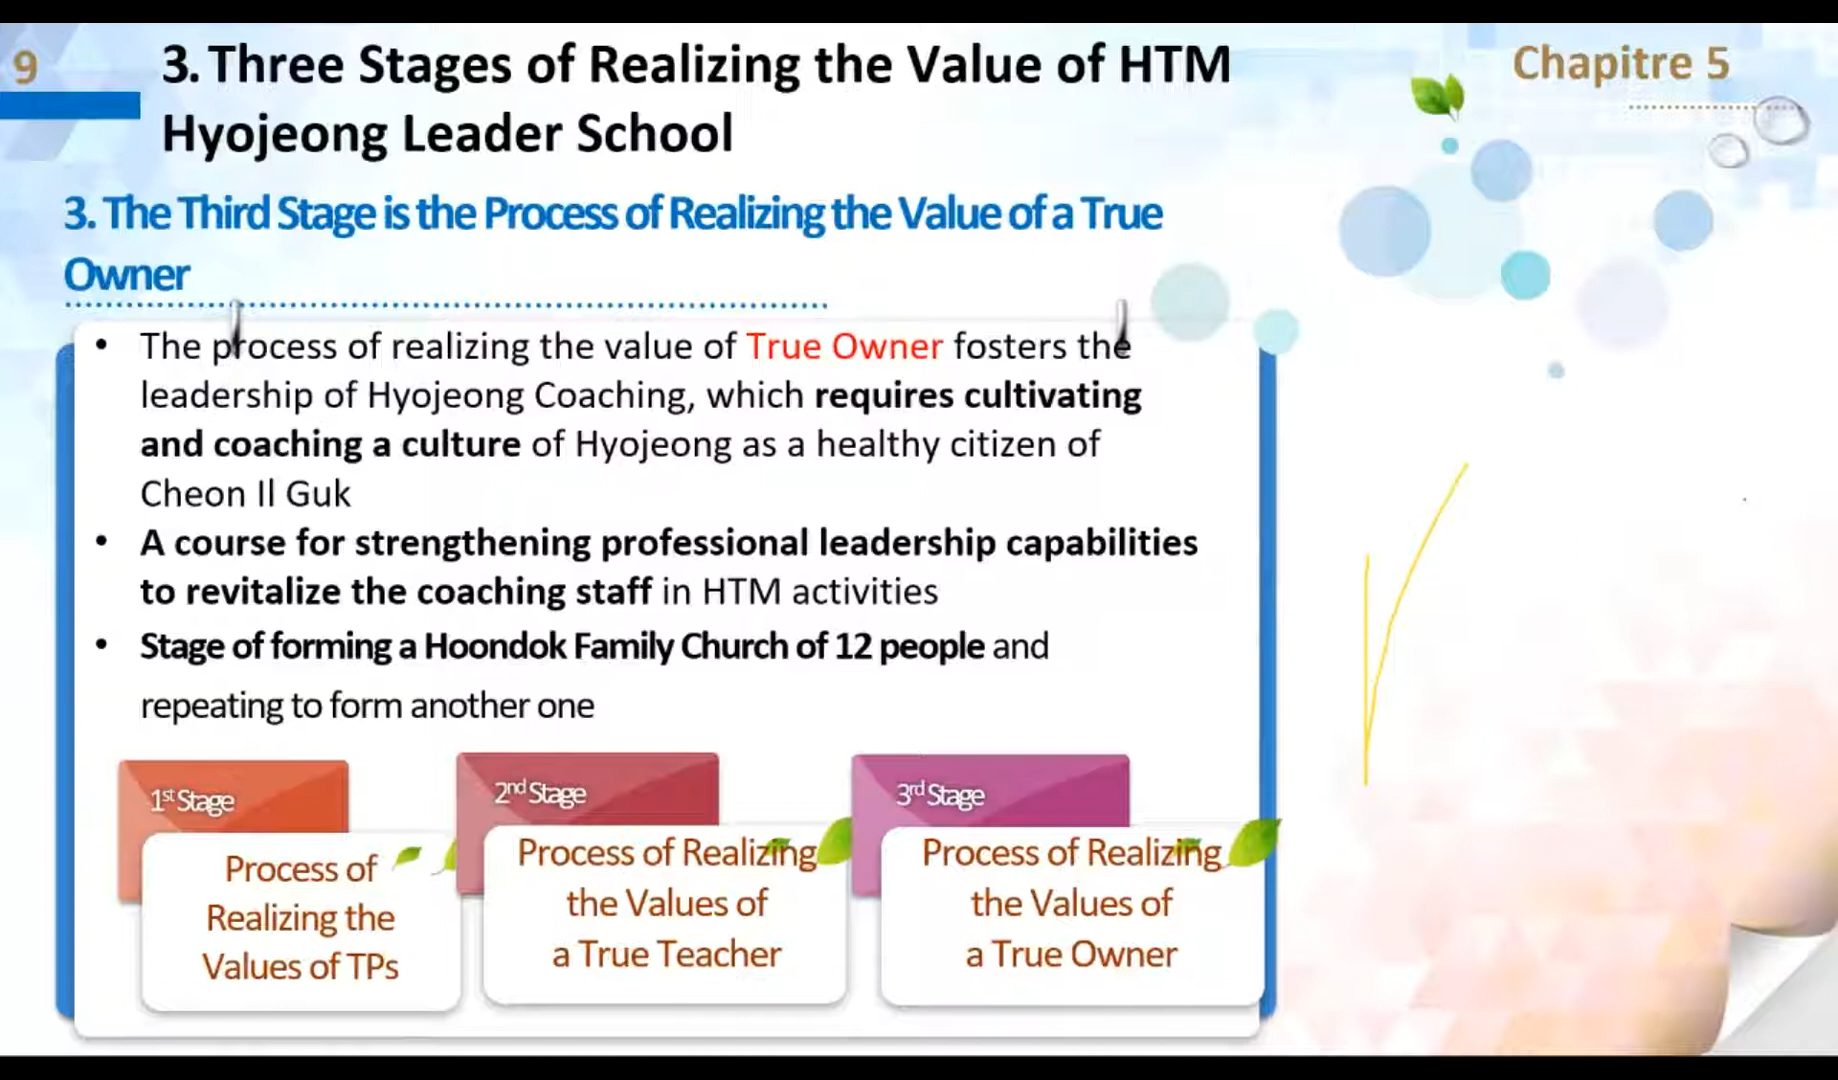 9
3. Three Stages of Realizing the Value of HTM
Hyojeong Leader School
Chapitre 5
3. The Third Stage is the Process of Realizing the Value of a True
Owner
• The process of realizing the value of True Owner fosters the
leadership of Hyojeong Coaching, which requires cultivating
and coaching a culture of Hyojeong as a healthy citizen of
Cheon Il Guk
• A course for strengthening professional leadership capabilities
to revitalize the coaching staff in HTM activities
• Stage of forming a Hoondok Family Church of 12 people and
repeating to form another one
1st Stage
Process of
Realizing the
Values of TPs
2nd Stage
Process of Realizing
the Values of
a True Teacher
3rd Stage
Process of Realizing
the Values of
a True Owner